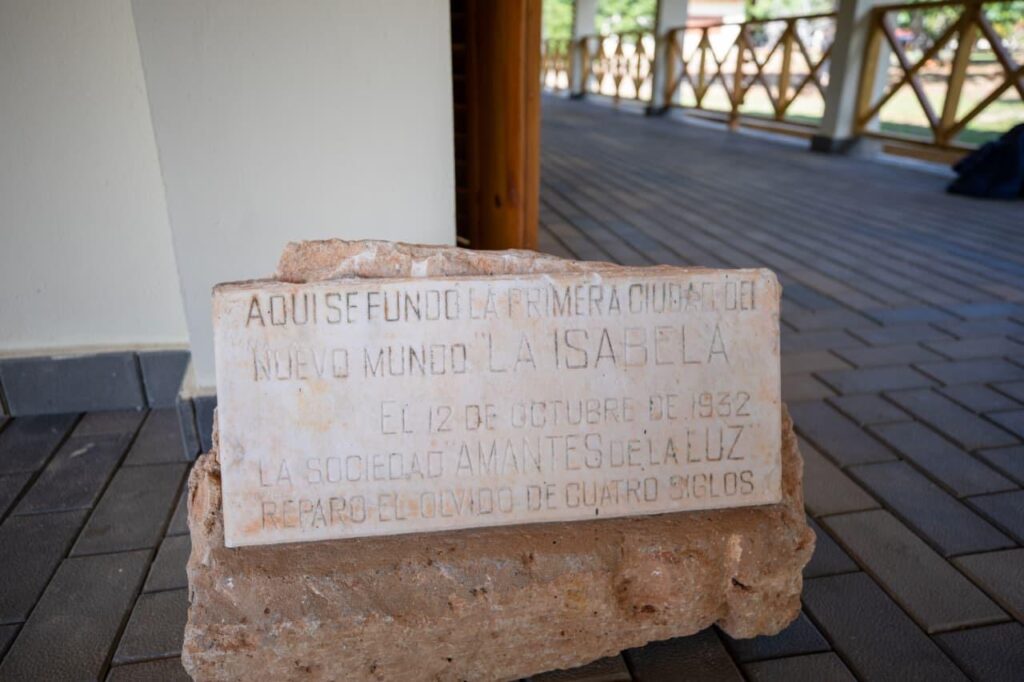 AQUI SE FUNDO LA PRIMERA CIUDAD DEL
NUEVO MUNDO "LA ISABELA"
EL 12 DE OCTUBRE DE 1932
LA SOCIEDAD "AMANTES DE LA LUZ"
REPARO EL OLVIDO DE CUATRO SIGLOS